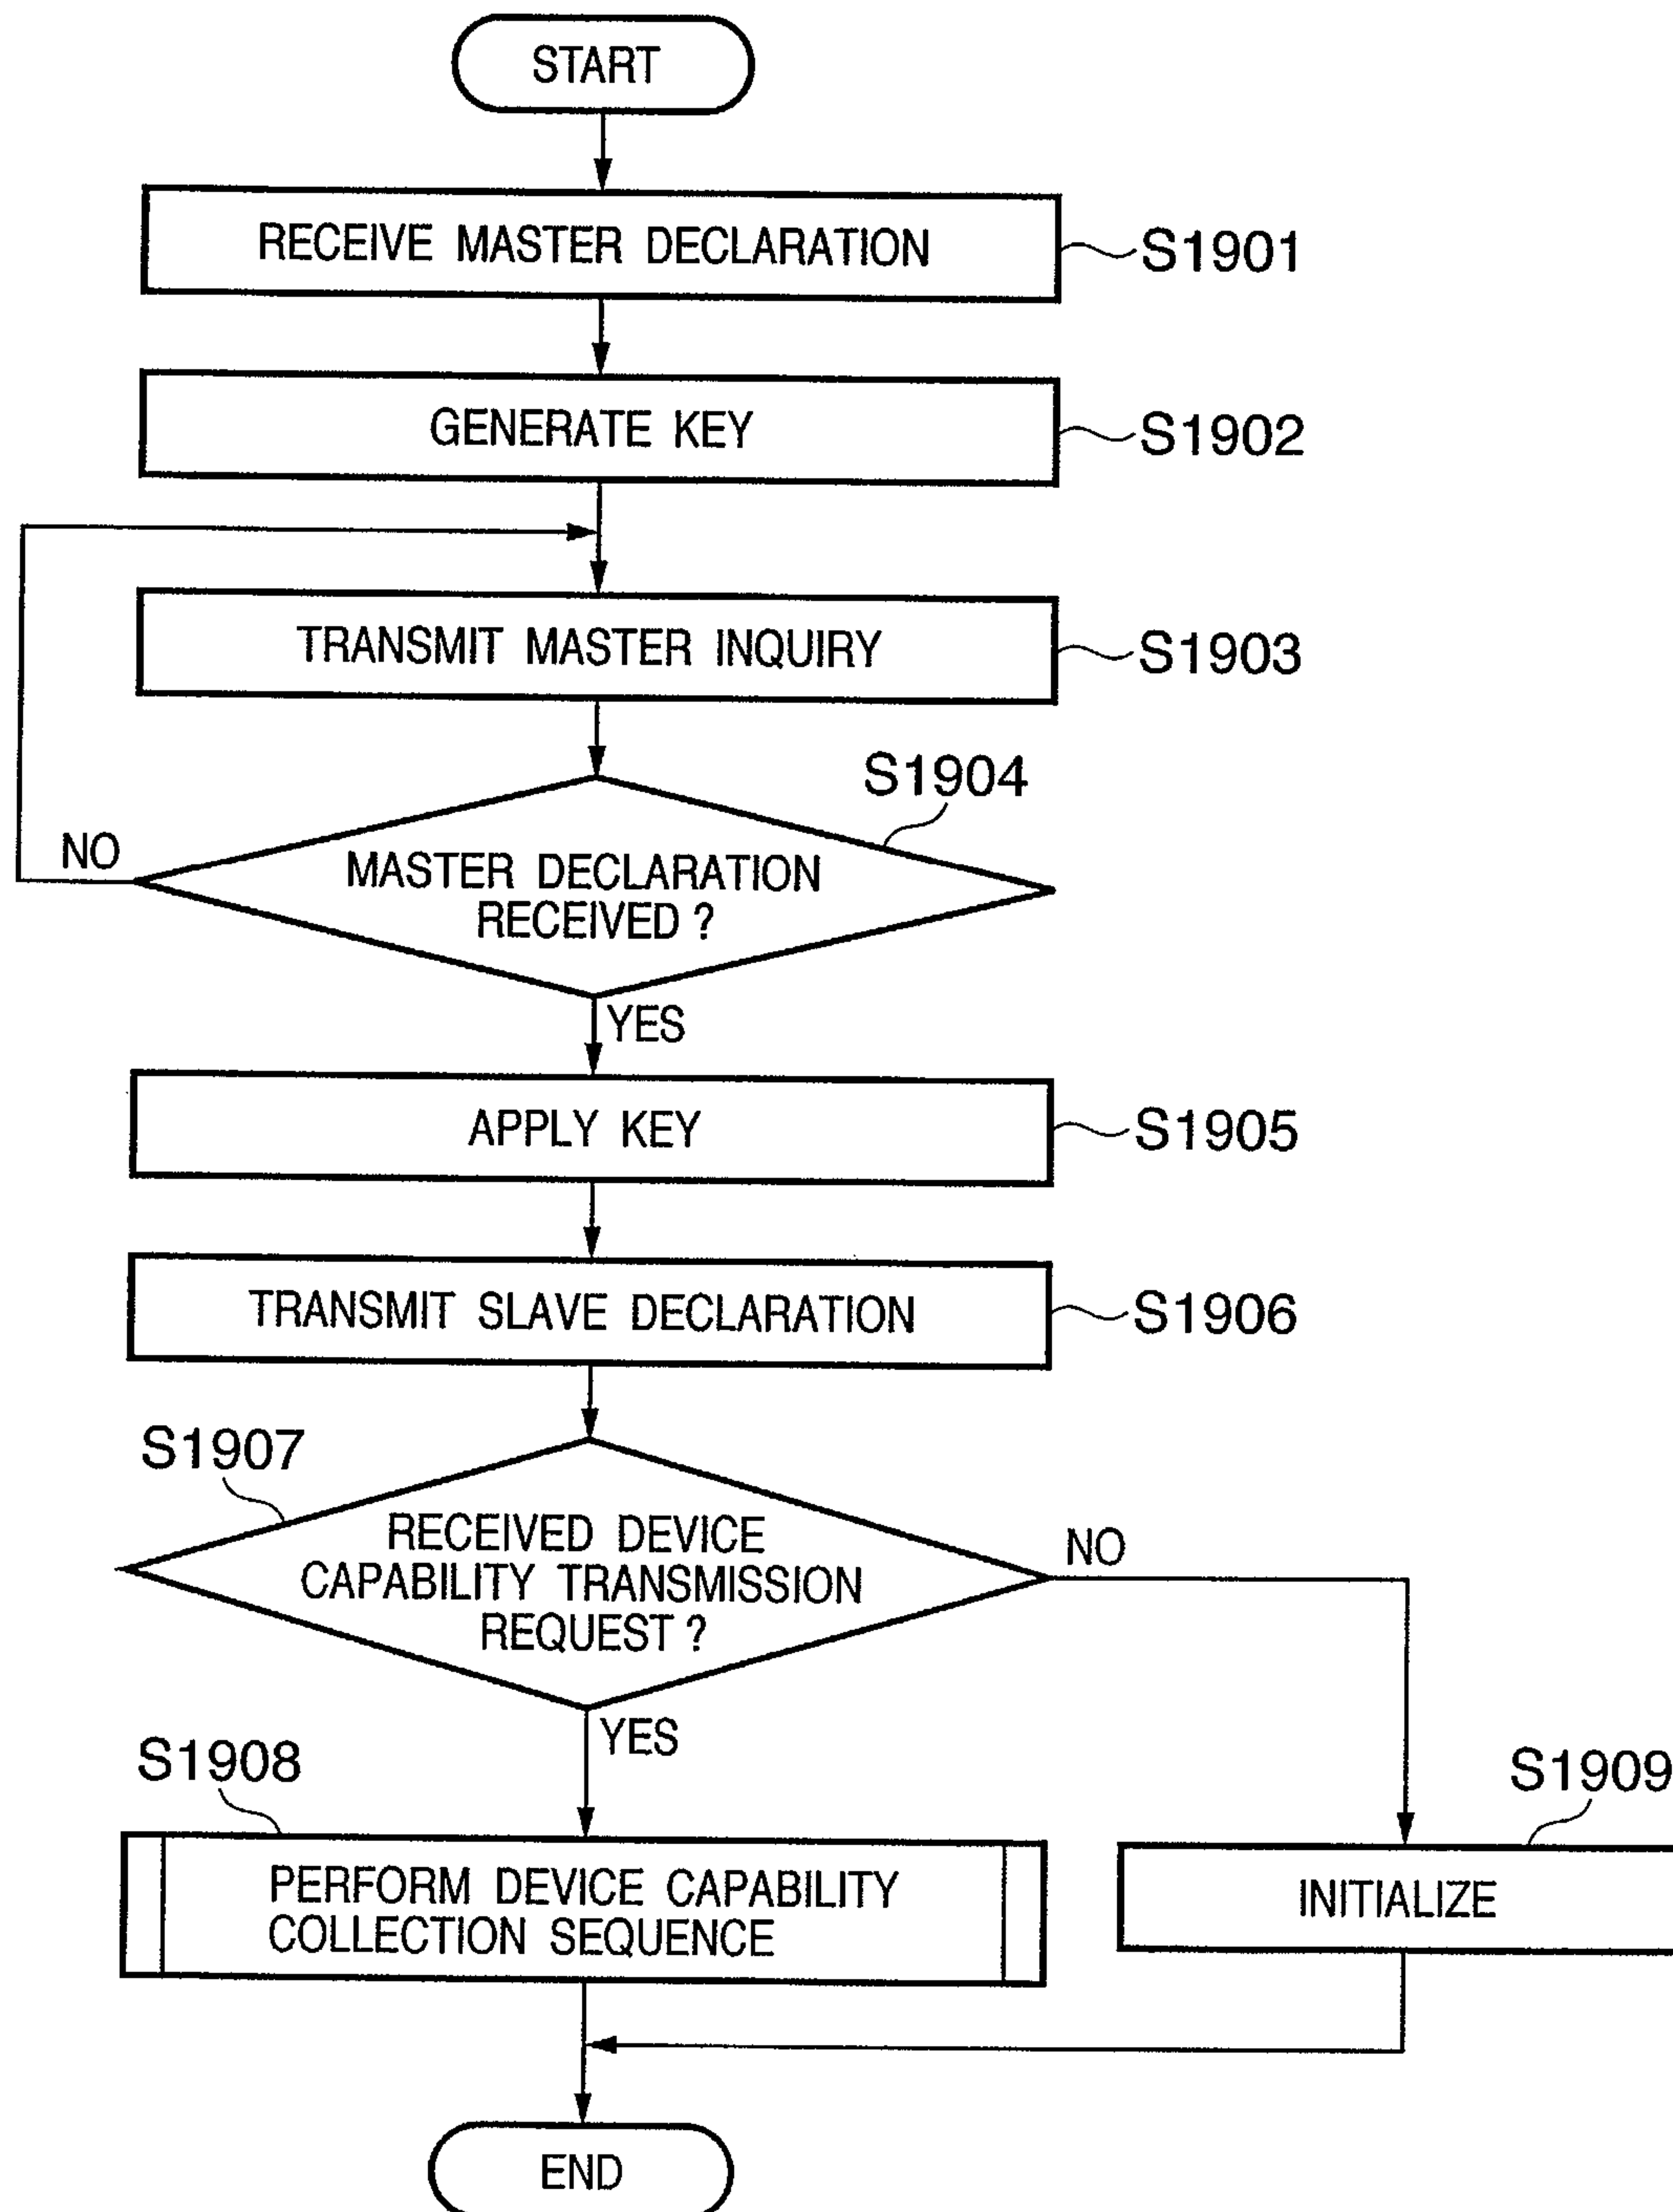 START
RECEIVE MASTER DECLARATION
S1901
GENERATE KEY
S1902
TRANSMIT MASTER INQUIRY
S1903
S1904
NO
MASTER DECLARATION
RECEIVED ?
YES
APPLY KEY
S1905
TRANSMIT SLAVE DECLARATION
S1906
S1907
RECEIVED DEVICE
CAPABILITY TRANSMISSION
REQUEST ?
NO
YES
S1908
S1909
PERFORM DEVICE CAPABILITY
COLLECTION SEQUENCE
INITIALIZE
END